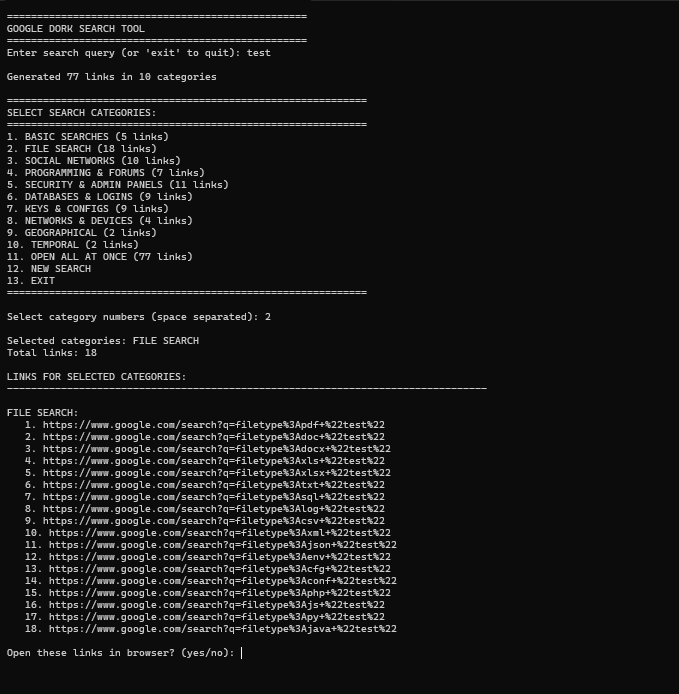 ==================================================
GOOGLE DORK SEARCH TOOL
==================================================
Enter search query (or 'exit' to quit): test
Generated 77 links in 10 categories
============================================================
SELECT SEARCH CATEGORIES:
============================================================
1. BASIC SEARCHES (5 links)
2. FILE SEARCH (18 links)
3. SOCIAL NETWORKS (10 links)
4. PROGRAMMING & FORUMS (7 links)
5. SECURITY & ADMIN PANELS (11 links)
6. DATABASES & LOGINS (9 links)
7. KEYS & CONFIGS (9 links)
8. NETWORKS & DEVICES (4 links)
9. GEOGRAPHICAL (2 links)
10. TEMPORAL (2 links)
11. OPEN ALL AT ONCE (77 links)
12. NEW SEARCH
13. EXIT
============================================================
Select category numbers (space separated): 2
Selected categories: FILE SEARCH
Total links: 18
LINKS FOR SELECTED CATEGORIES:
--------------------------------------------------------------------------------
FILE SEARCH:
1. https://www.google.com/search?q=filetype%3Apdf+%22test%22
2. https://www.google.com/search?q=filetype%3Adoc+%22test%22
3. https://www.google.com/search?q=filetype%3Adocx+%22test%22
4. https://www.google.com/search?q=filetype%3Axls+%22test%22
5. https://www.google.com/search?q=filetype%3Axlsx+%22test%22
6. https://www.google.com/search?q=filetype%3Atxt+%22test%22
7. https://www.google.com/search?q=filetype%3Asql+%22test%22
8. https://www.google.com/search?q=filetype%3Alog+%22test%22
9. https://www.google.com/search?q=filetype%3Acsv+%22test%22
10. https://www.google.com/search?q=filetype%3Axml+%22test%22
11. https://www.google.com/search?q=filetype%3Ajson+%22test%22
12. https://www.google.com/search?q=filetype%3Aenv+%22test%22
13. https://www.google.com/search?q=filetype%3Acfg+%22test%22
14. https://www.google.com/search?q=filetype%3Aconf+%22test%22
15. https://www.google.com/search?q=filetype%3Aphp+%22test%22
16. https://www.google.com/search?q=filetype%3Ajs+%22test%22
17. https://www.google.com/search?q=filetype%3Apy+%22test%22
18. https://www.google.com/search?q=filetype%3Ajava+%22test%22
Open these links in browser? (yes/no):